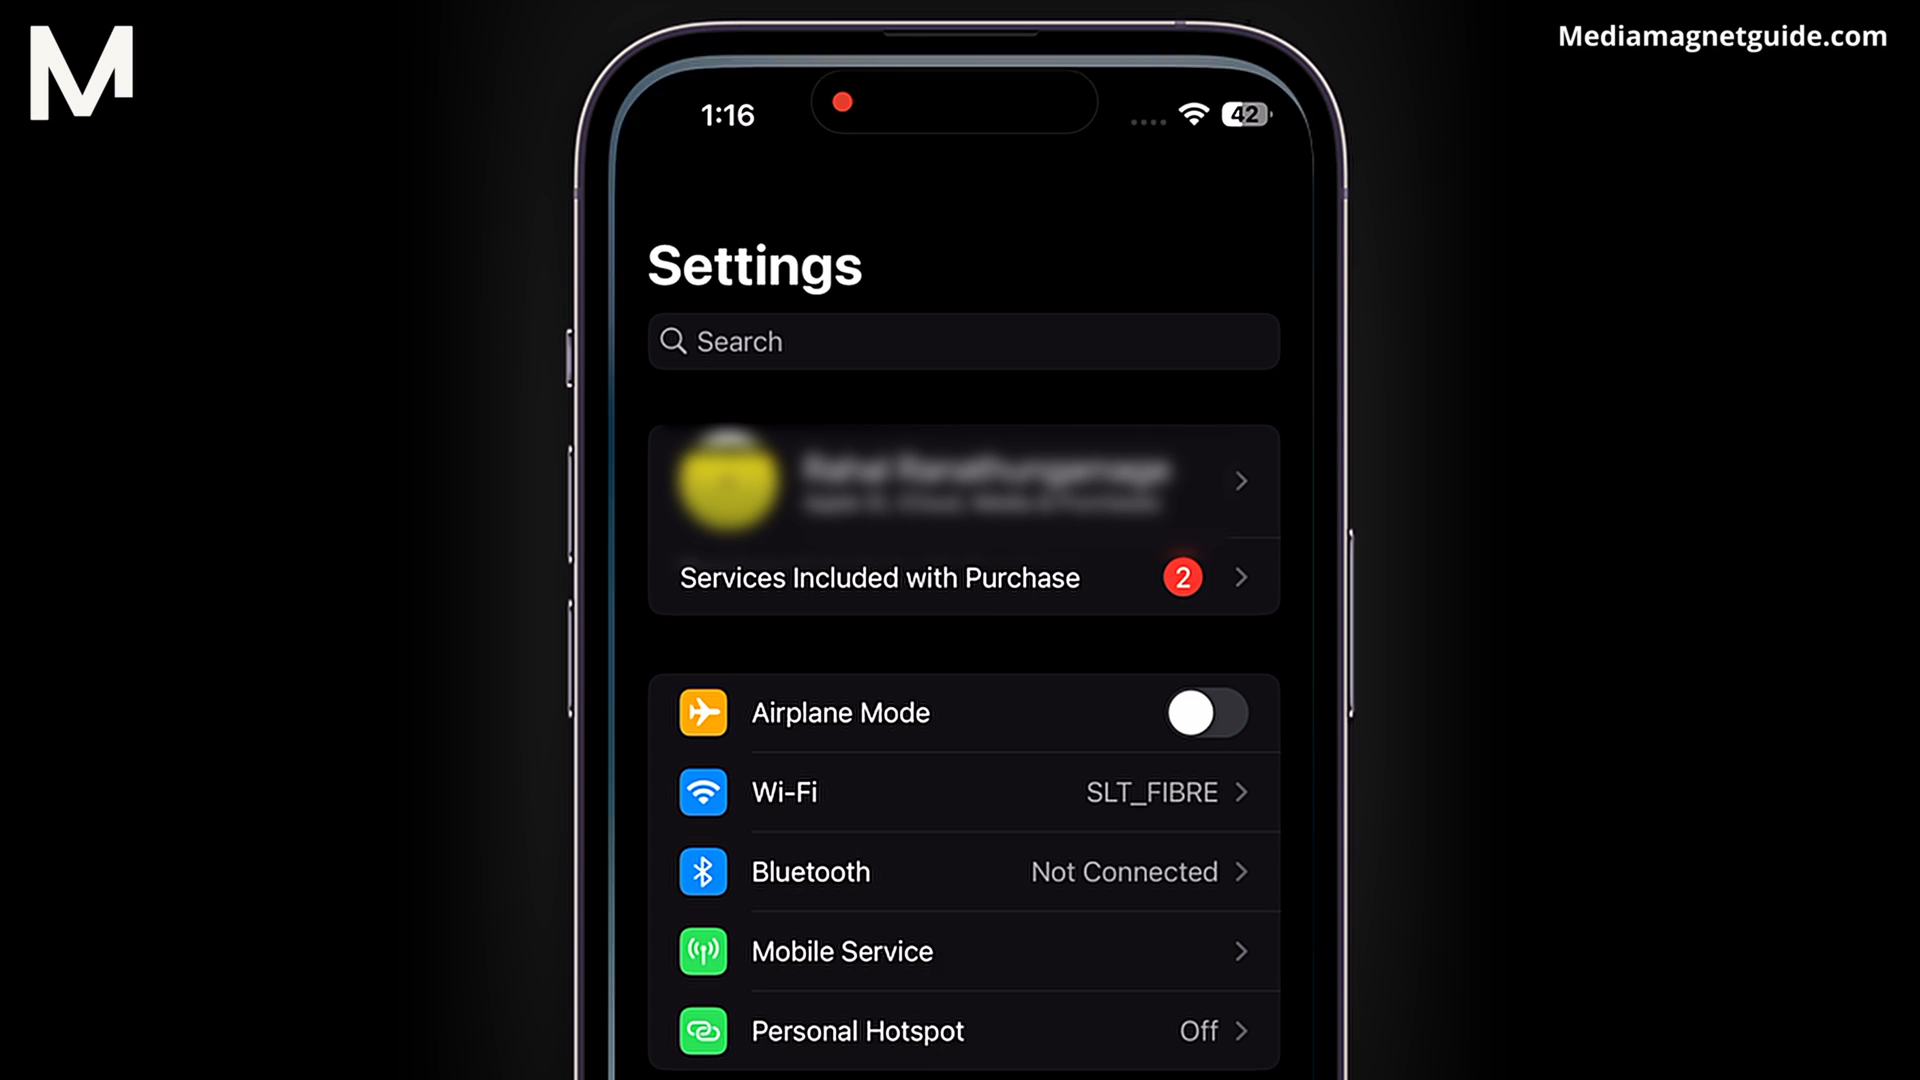 M
Mediamagnetguide.com
1:16
42
Settings
Search
Services Included with Purchase
2
Airplane Mode
Wi-Fi
SLT_FIBRE
Bluetooth
Not Connected
Mobile Service
Personal Hotspot
Off